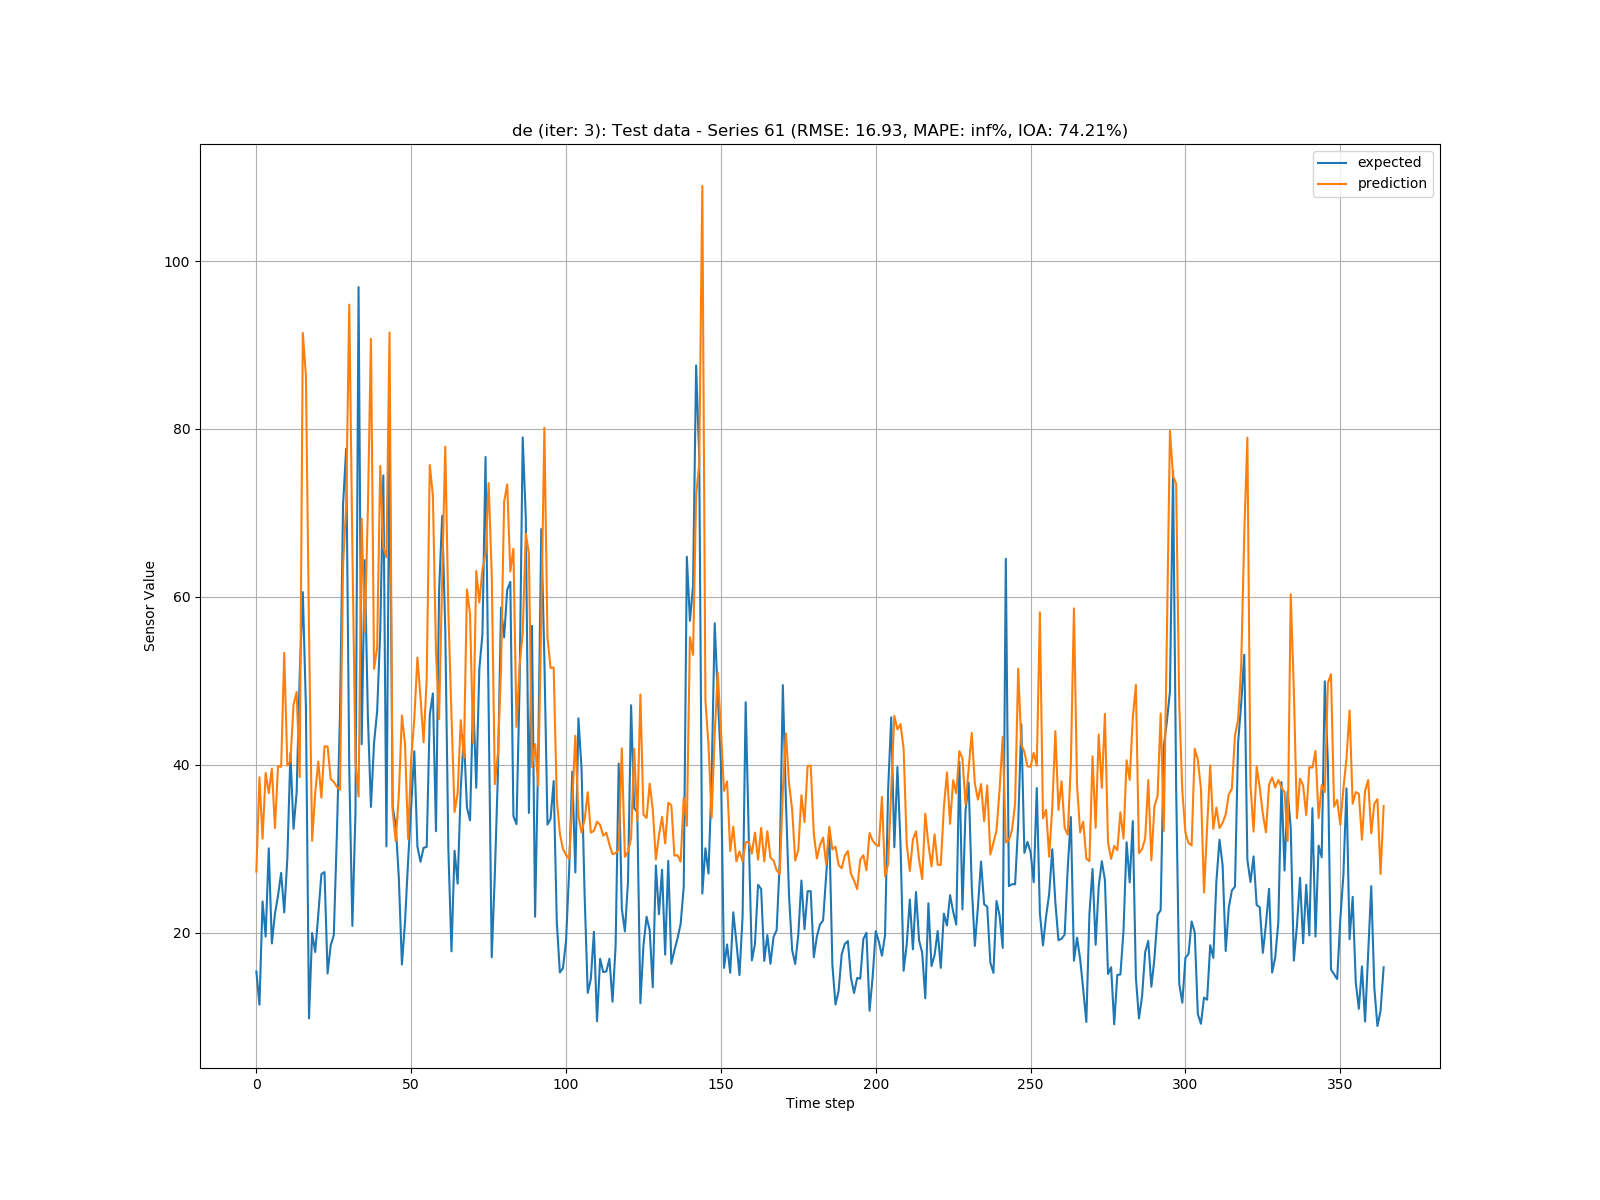 de (iter: 3): Test data - Series 61 (RMSE: 16.93, MAPE: inf%, IOA: 74.21%)
expected
prediction
100
80
60
40
20
Sensor Value
0 50 100 150 200 250 300 350
Time step